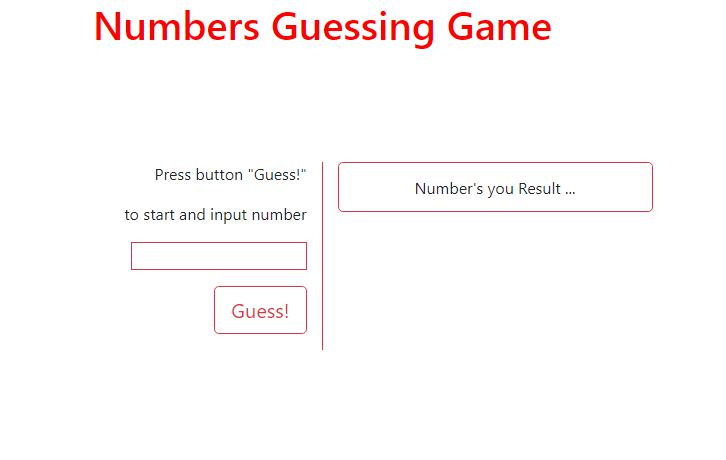 Numbers Guessing Game
Press button "Guess!"
to start and input number
Guess!
Number's you Result ...